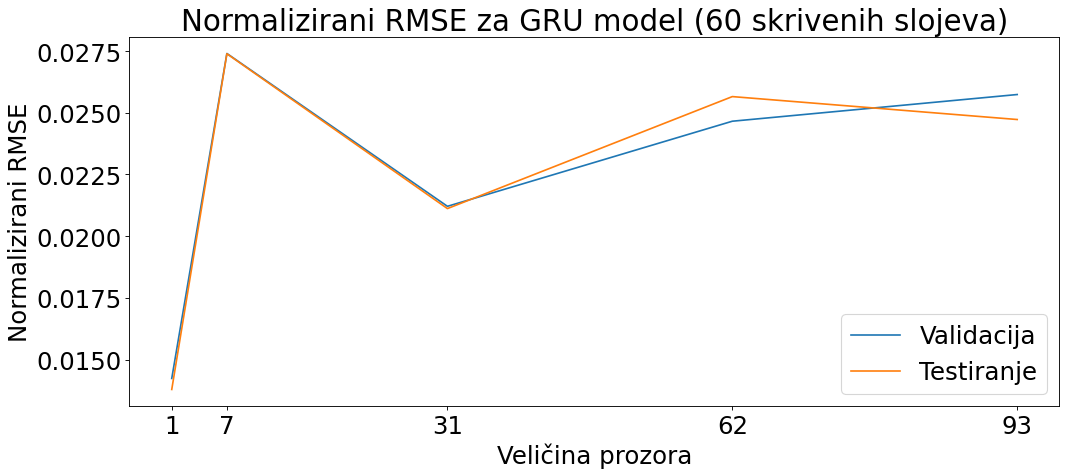 Normalizirani RMSE za GRU model (60 skrivenih slojeva)
Normalizirani RMSE
0.0275
0.0250
0.0225
0.0200
0.0175
0.0150
Validacija
Testiranje
1 7 31 62 93
Veličina prozora